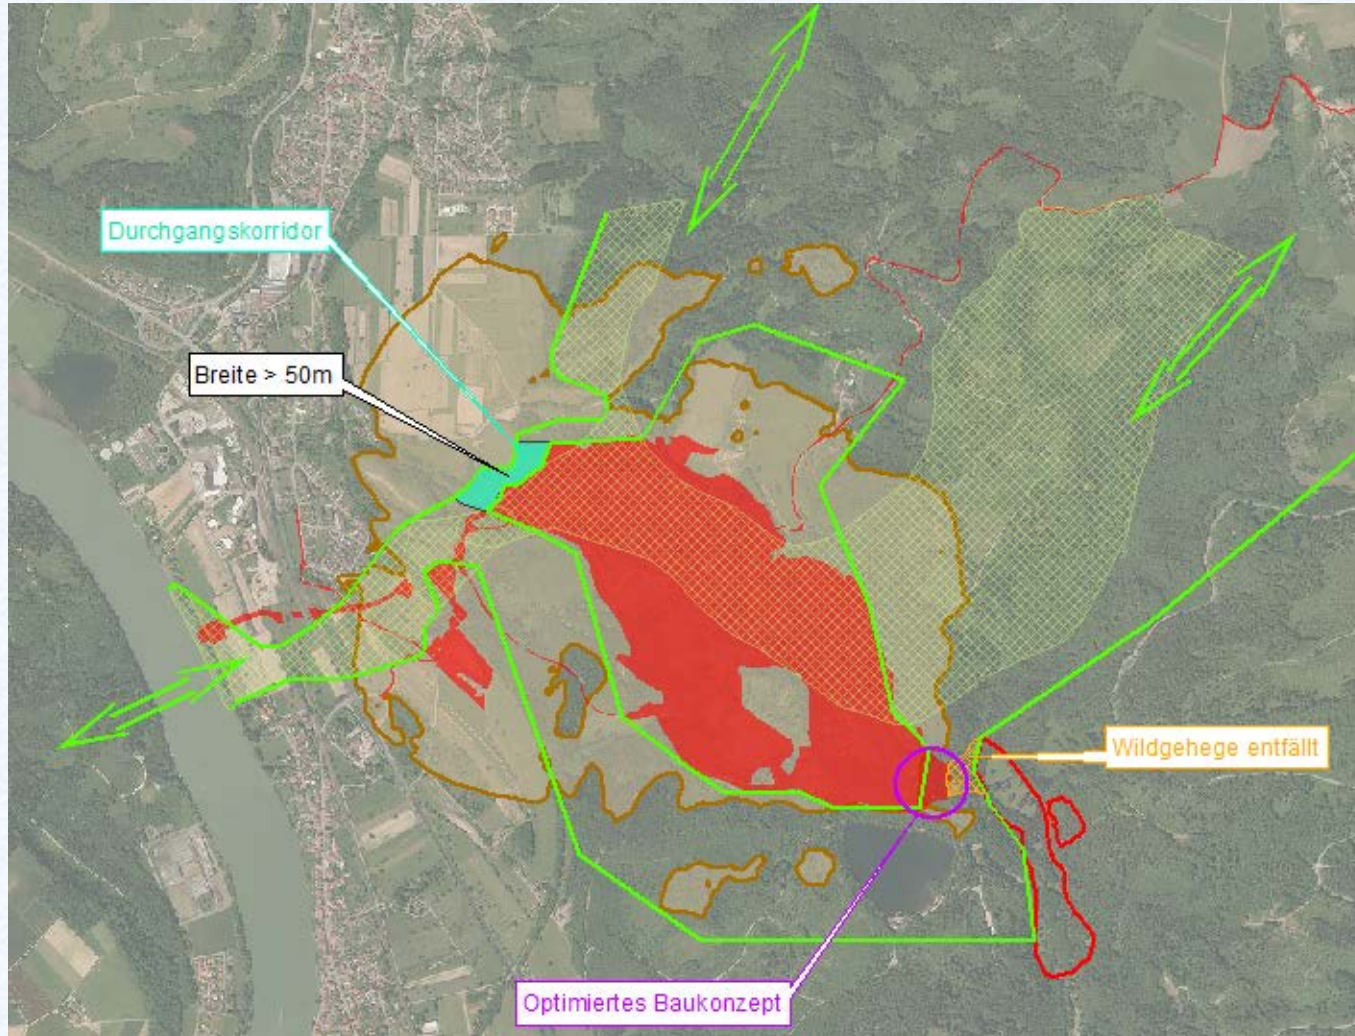 Durchgangskorridor
Breite > 50m
Wildgehege entfällt
Optimiertes Baukonzept